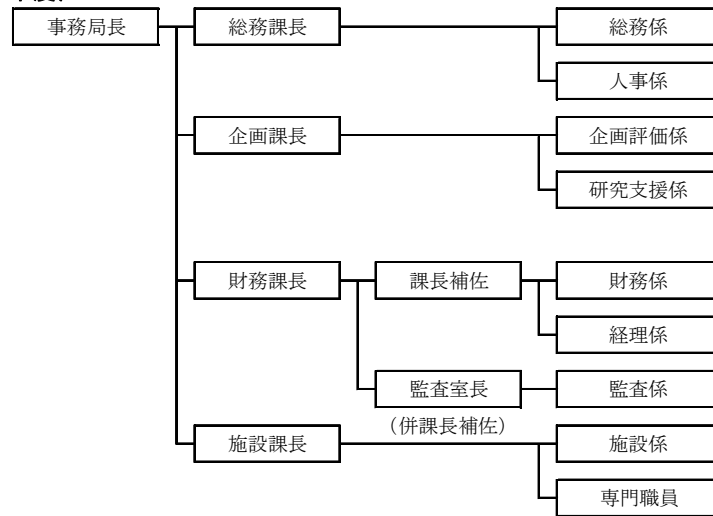 事務局長 総務課長 総務係
人事係
企画課長 企画評価係
研究支援係
財務課長 課長補佐 財務係
経理係
監査室長 監査係
（併課長補佐）
施設課長 施設係
専門職員